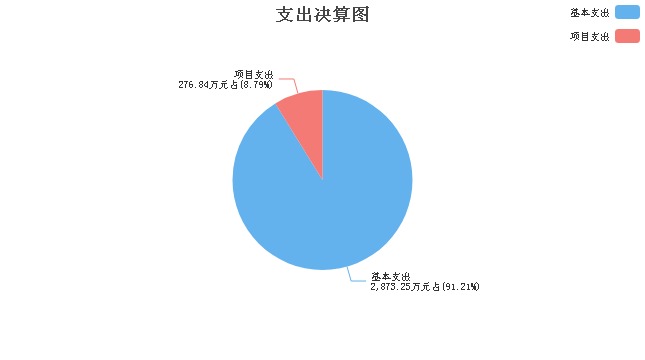 支出决算图
基本支出
项目支出
项目支出
276.84万元占(8.79%)
基本支出
2,873.25万元占(91.21%)